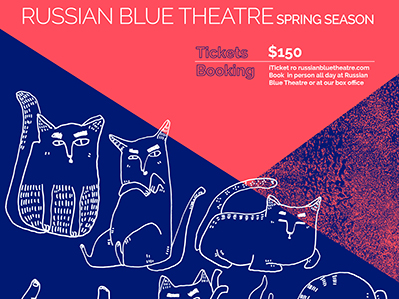 RUSSIAN BLUE THEATRE SPRING SEASON
Tickets $150
Booking
iTicket ro russianbluetheatre.com
Book in person all day at Russian
Blue Theatre or at our box office